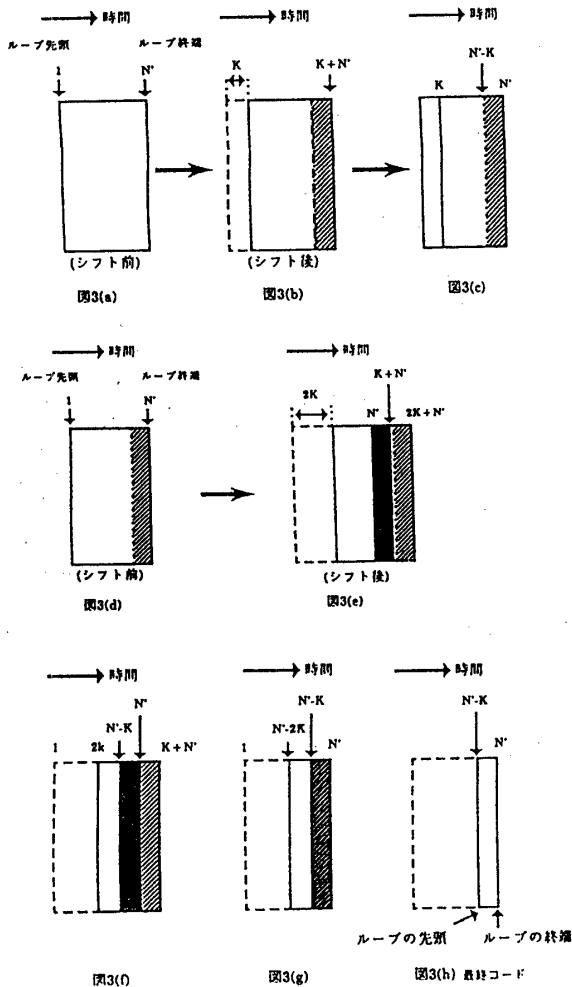 時間
時間
時間
ループ先頭
ループ終端
1
N'
K
K+N'
N'-K
K
N'
(シフト前)
(シフト後)
図3(a)
図3(b)
図3(c)
時間
時間
ループ先頭
ループ終端
1
N'
K+N'
2K
N'
2K+N'
(シフト前)
(シフト後)
図3(d)
図3(e)
時間
時間
時間
N'
N'-K
N'-K
N'-K
N'-2K
1
2k
K+N'
1
N'
N'
ループの先頭
ループの終端
図3(f)
図3(g)
図3(h) 最終コード